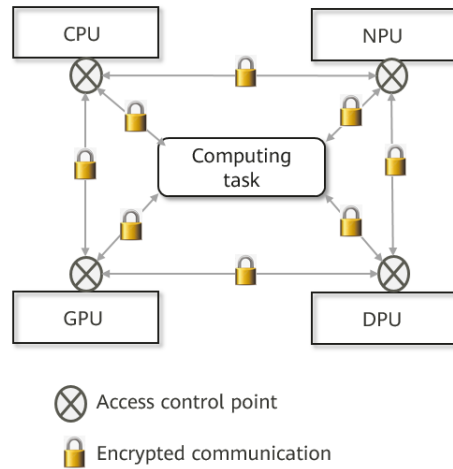 CPU
NPU
Computing
task
GPU
DPU
Access control point
Encrypted communication